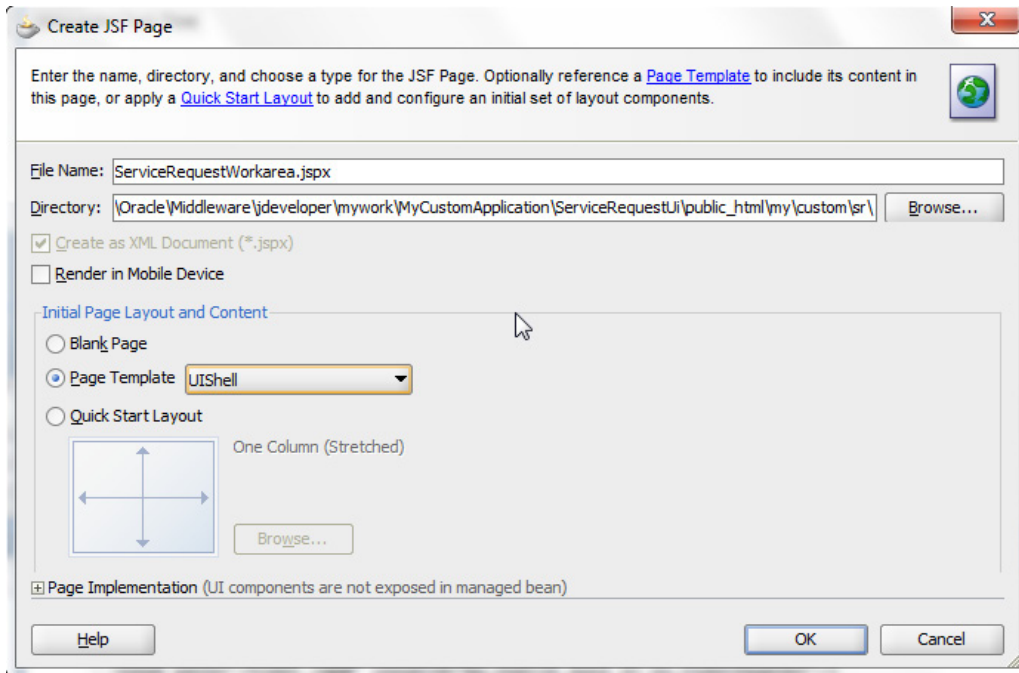 Create JSF Page
Enter the name, directory, and choose a type for the JSF Page. Optionally reference a Page Template to include its content in
this page, or apply a Quick Start Layout to add and configure an initial set of layout components.
File Name: ServiceRequestWorkarea.jspx
Directory: \Oracle\Middleware\jdeveloper\mywork\MyCustomApplication\ServiceRequestUi\public_html\my\custom\sr\ Browse...
Create as XML Document (*.jspx)
Render in Mobile Device
Initial Page Layout and Content
Blank Page
Page Template UIShell
Quick Start Layout
One Column (Stretched)
Browse...
Page Implementation (UI components are not exposed in managed bean)
Help OK Cancel